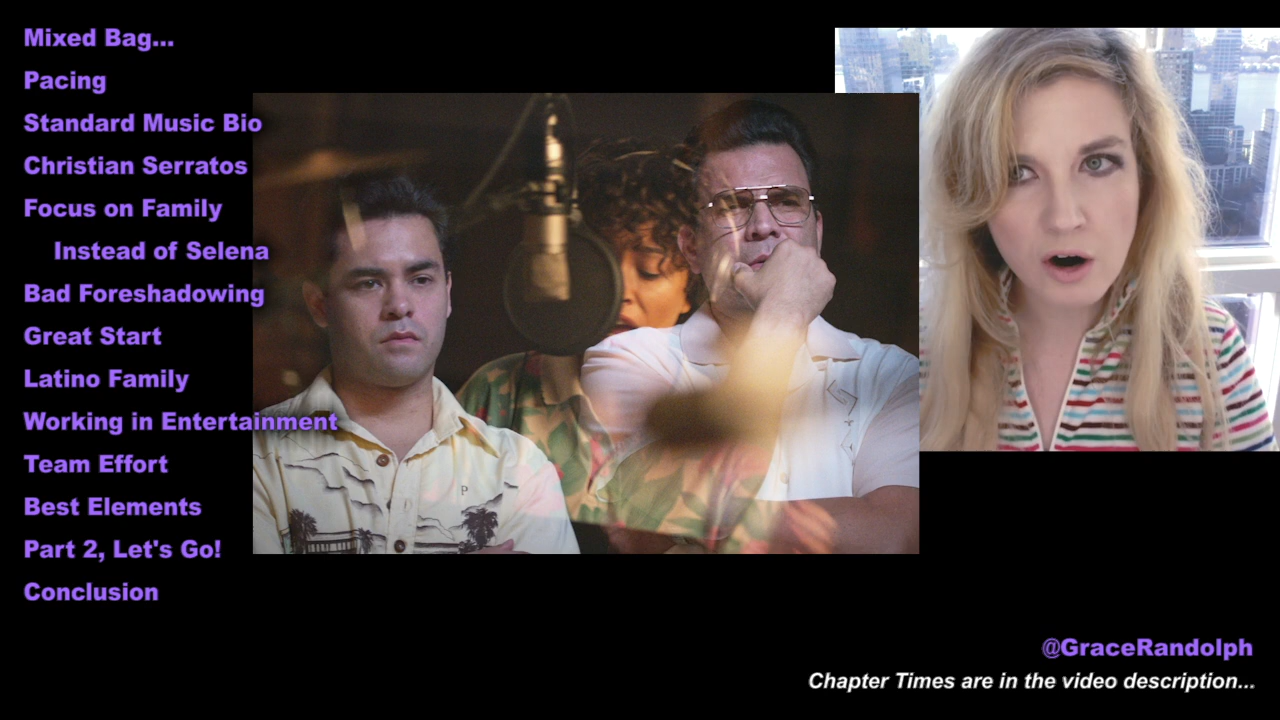 Mixed Bag...
Pacing
Standard Music Bio
Christian Serratos
Focus on Family
Instead of Selena
Bad Foreshadowing
Great Start
Latino Family
Working in Entertainment
Team Effort
Best Elements
Part 2, Let's Go!
Conclusion
P
@GraceRandolph
Chapter Times are in the video description...